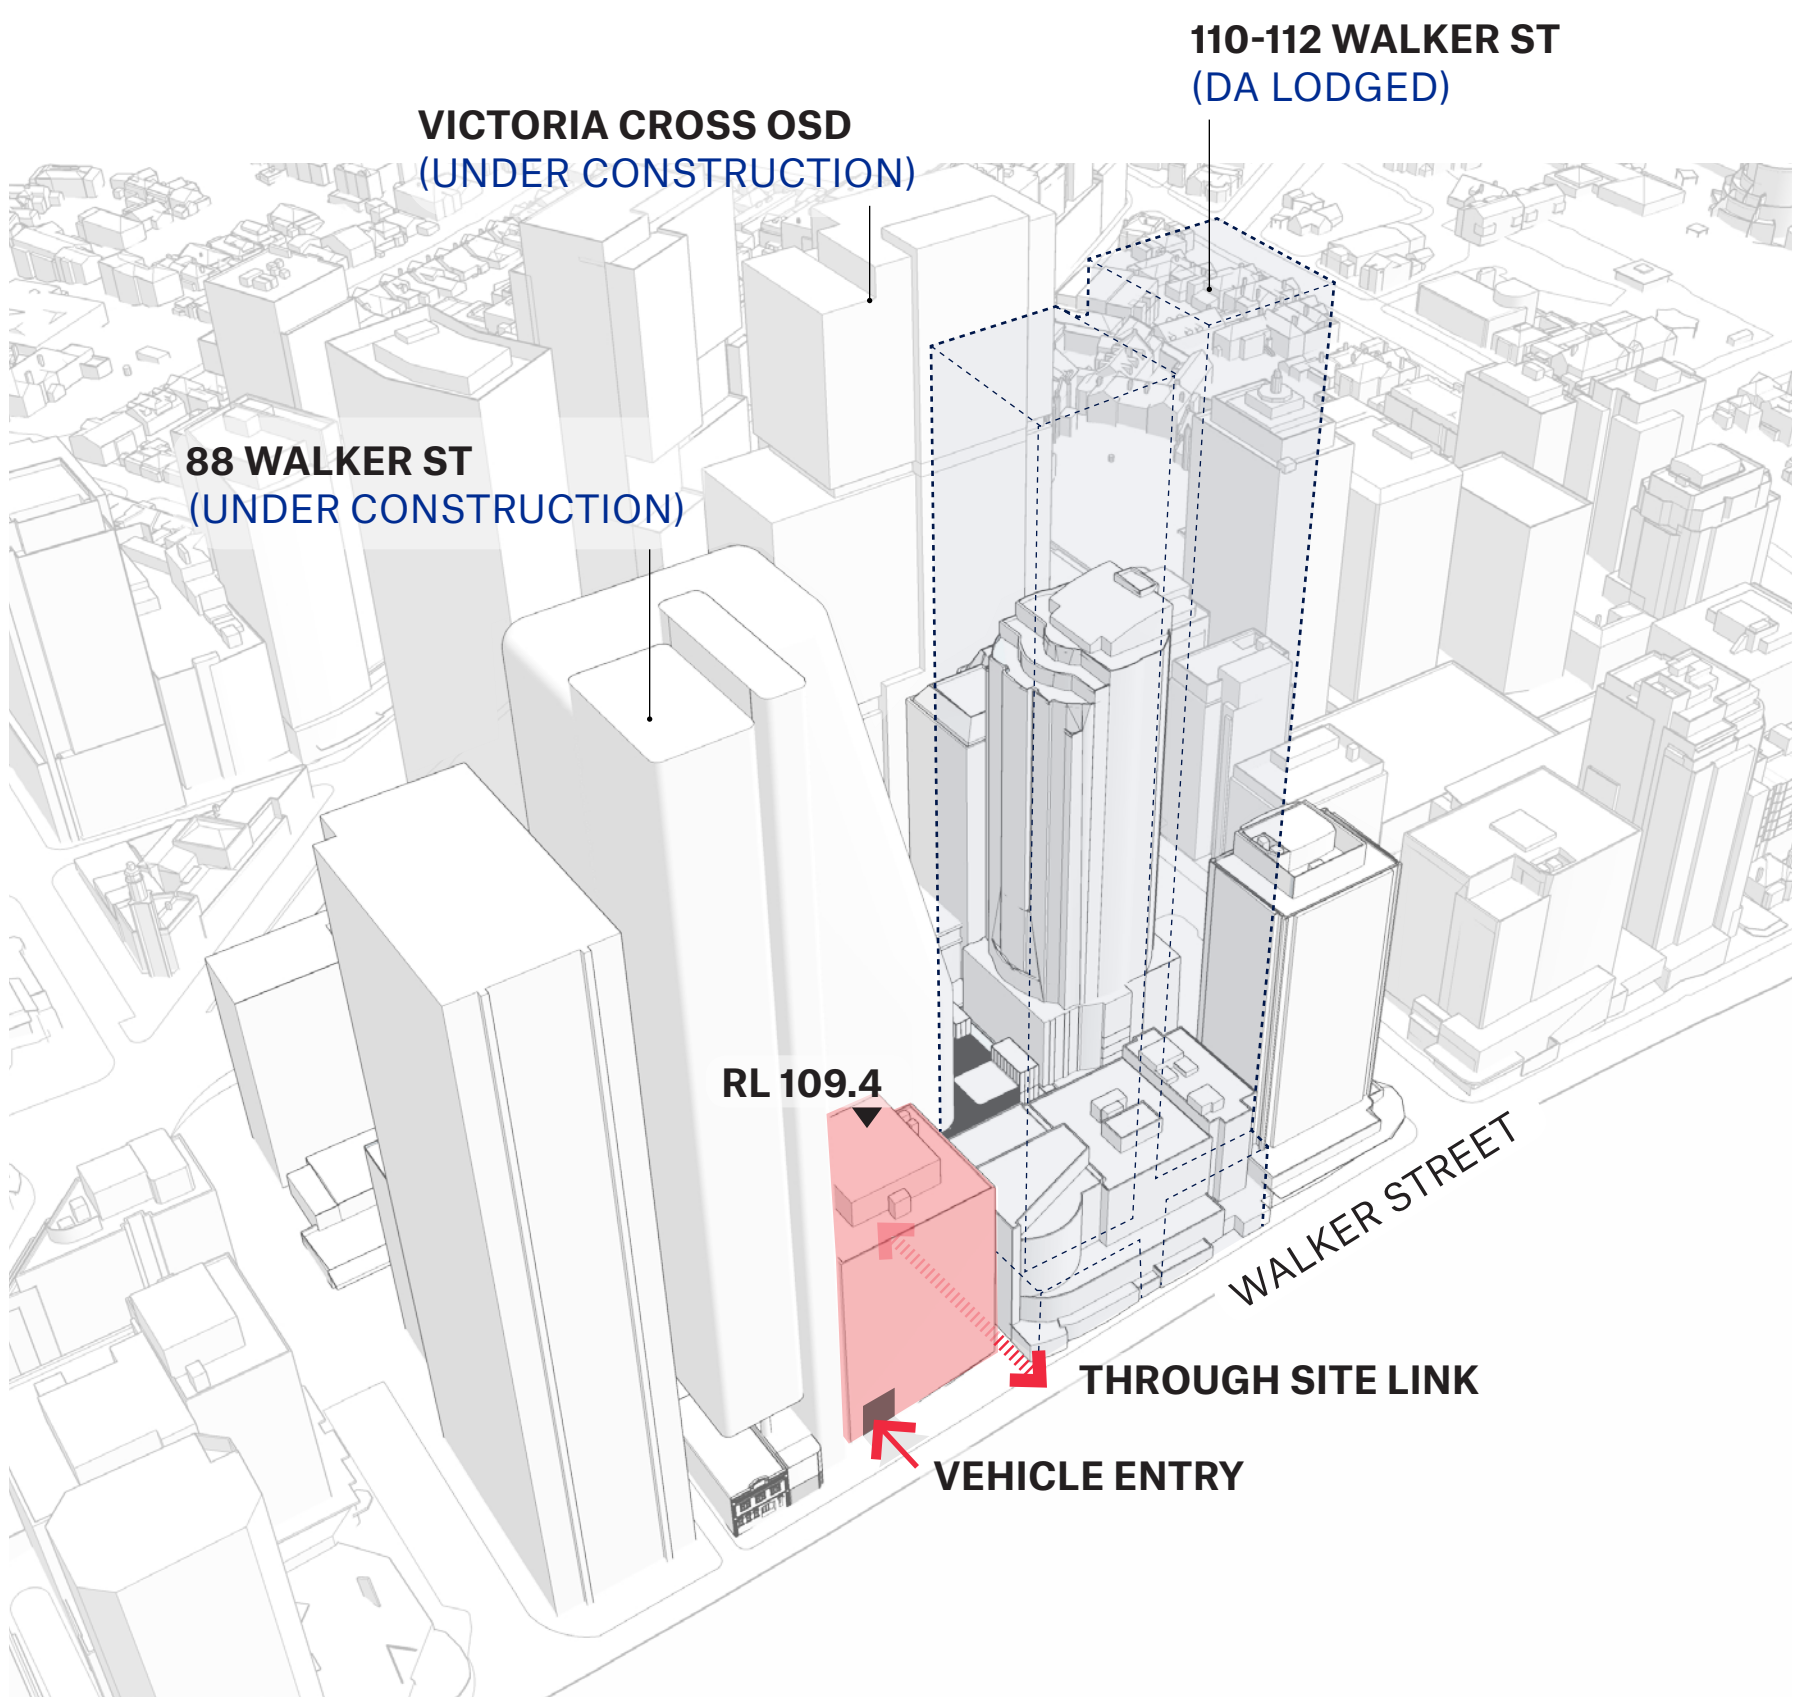 110-112 WALKER ST
(DA LODGED)
VICTORIA CROSS OSD
(UNDER CONSTRUCTION)
88 WALKER ST
(UNDER CONSTRUCTION)
RL 109.4
WALKER STREET
THROUGH SITE LINK
VEHICLE ENTRY